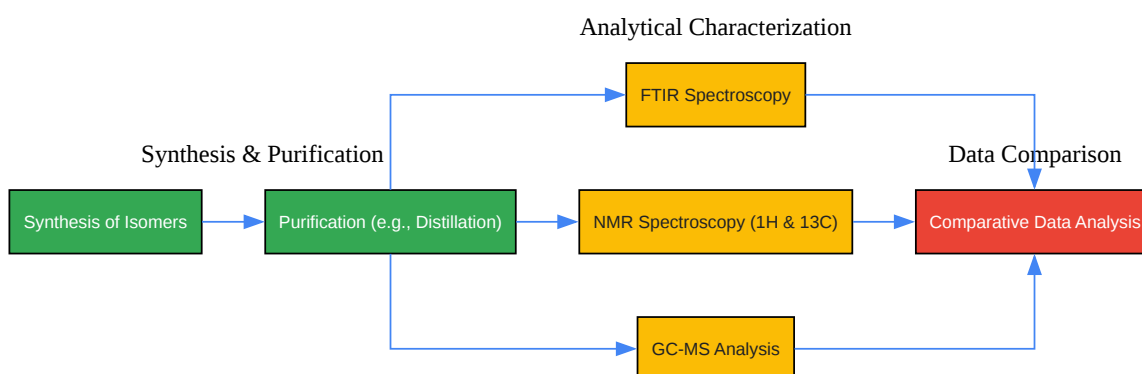 Analytical Characterization
FTIR Spectroscopy
Synthesis & Purification
Data Comparison
Synthesis of Isomers
Purification (e.g., Distillation)
NMR Spectroscopy (1H & 13C)
Comparative Data Analysis
GC-MS Analysis